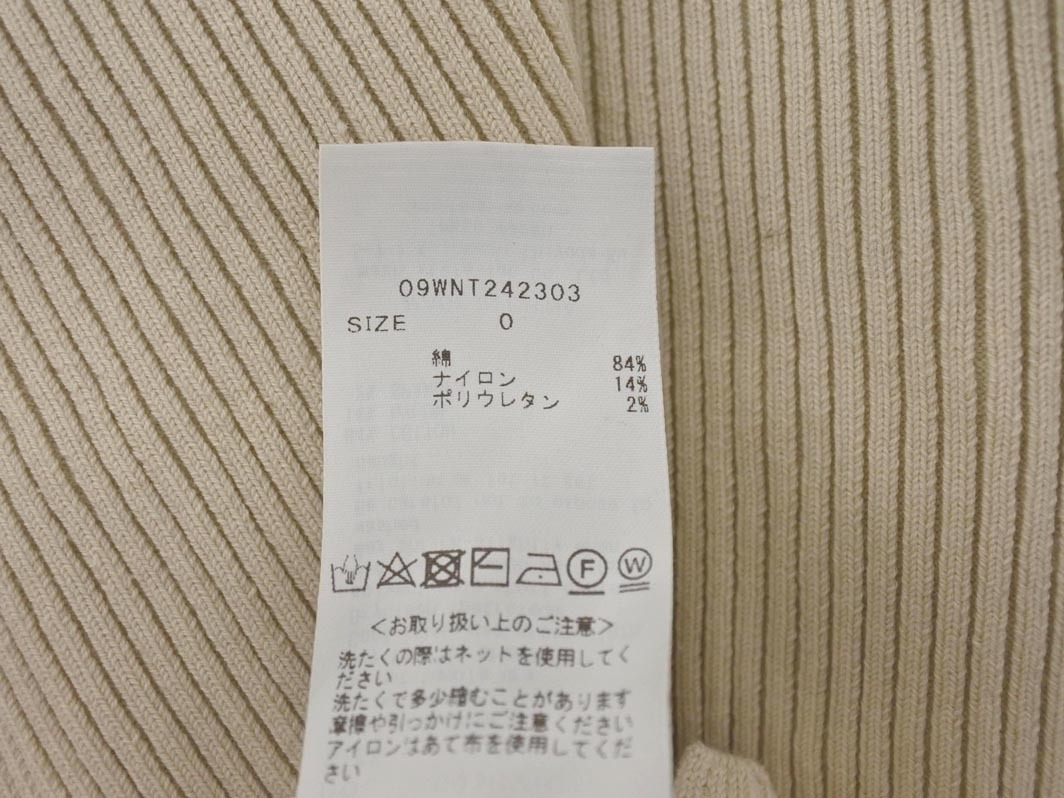 09WNT242303
SIZE 0
綿 84%
ナイロン 14%
ポリウレタン 2%
F W
＜お取り扱い上のご注意＞
洗たくの際はネットを使用してく
ださい
洗たくで多少縮むことがあります
摩擦や引っかけにご注意ください
アイロンはあて布を使用してくだ
さい